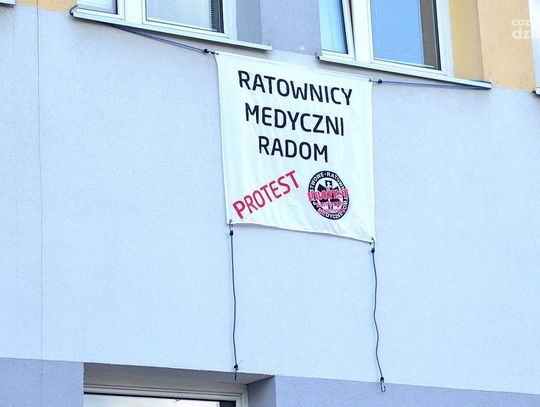 RATOWNICY
MEDYCZNI
RADOM
PROTEST